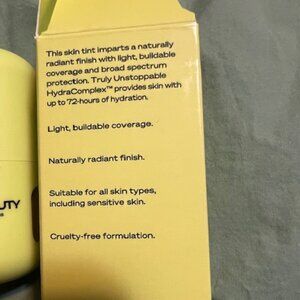 This skin tint imparts a naturally
radiant finish with light, buildable
coverage and broad spectrum
protection. Truly Unstoppable
HydraComplex™ provides skin with
up to 72-hours of hydration.
Light, buildable coverage.
Naturally radiant finish.
Suitable for all skin types,
including sensitive skin.
Cruelty-free formulation.
UTY